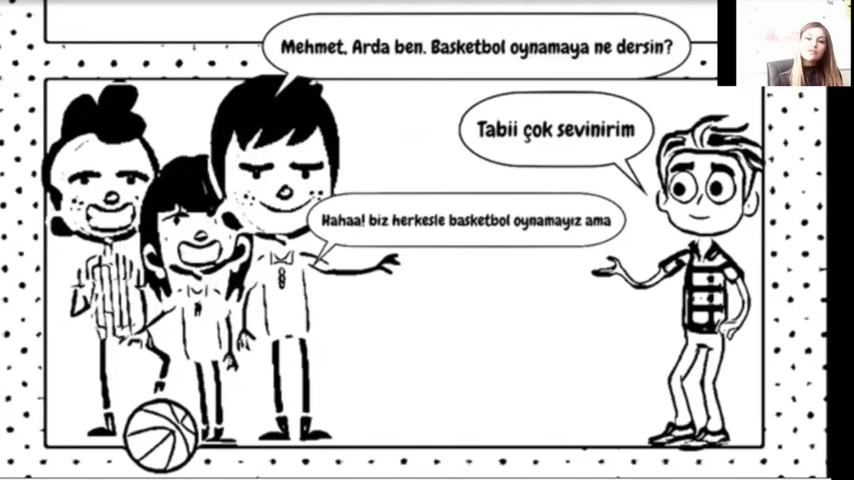 Mehmet, Arda ben. Basketbol oynamaya ne dersin?
Tabii çok sevinirim
Hahaa! biz herkesle basketbol oynamayız ama